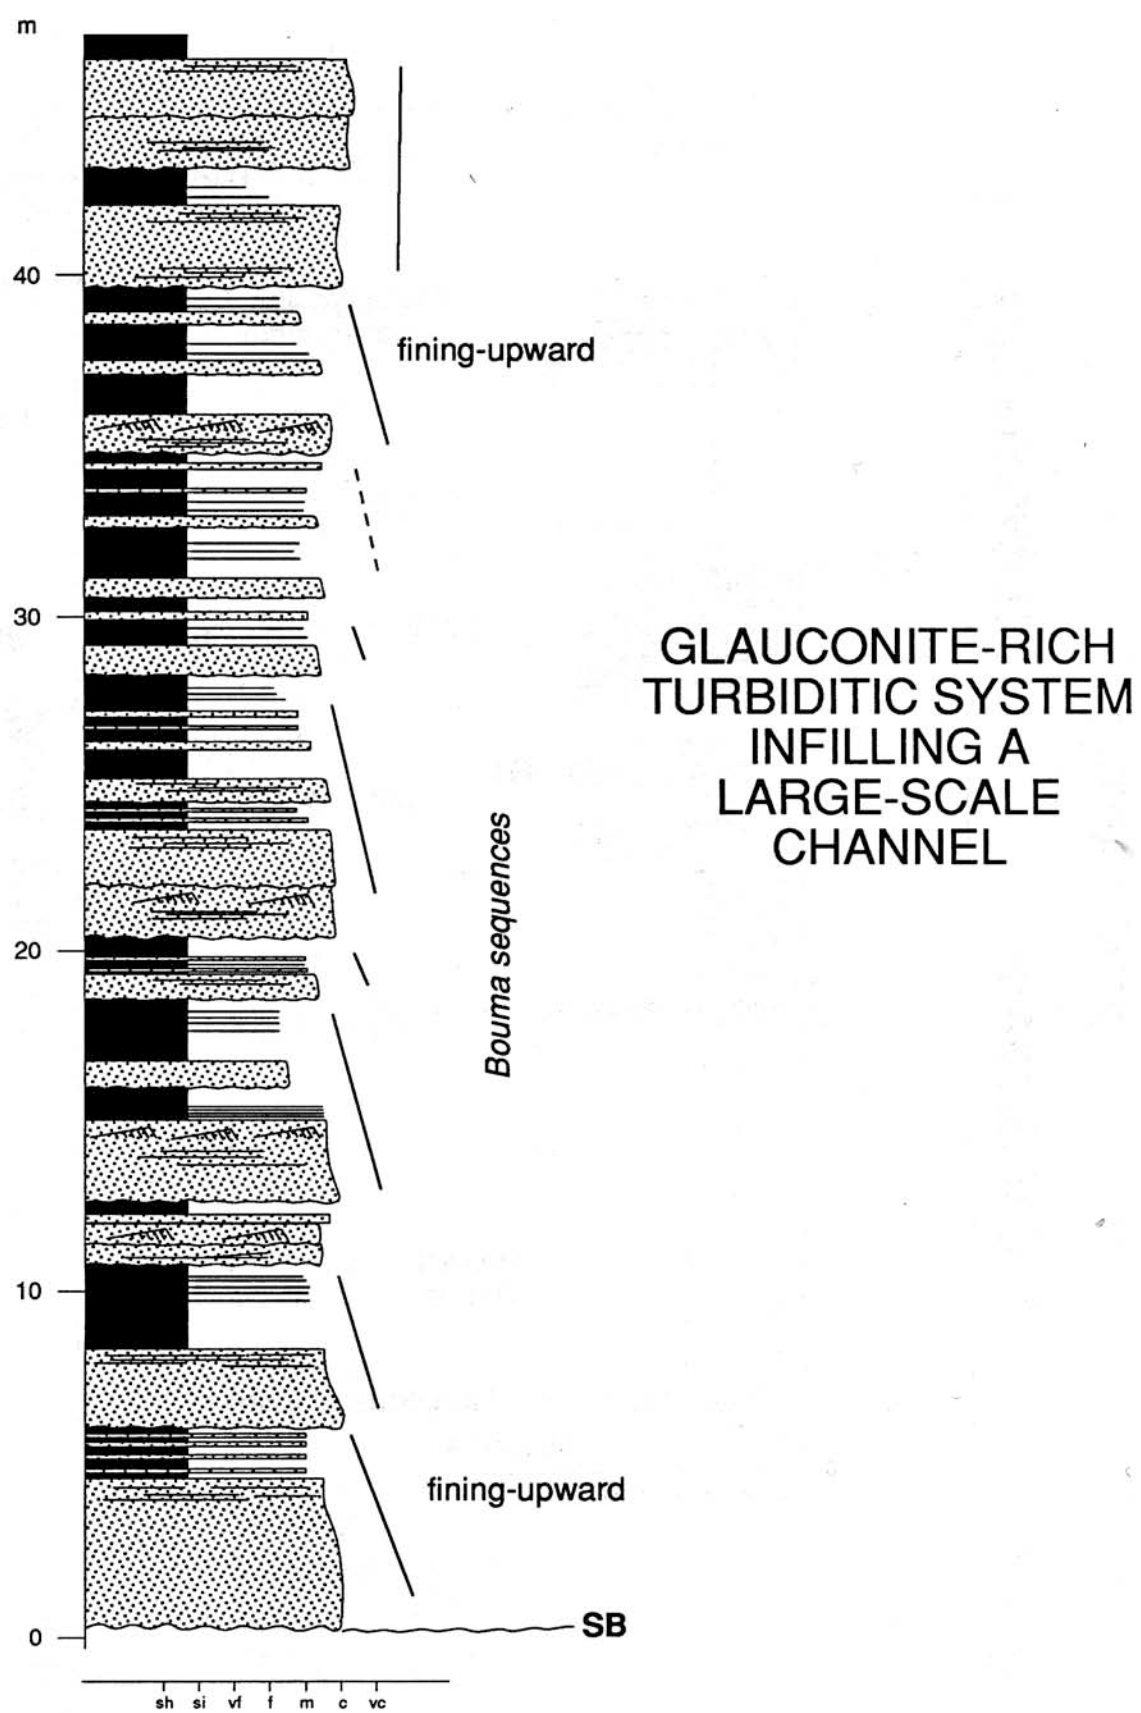 m
40
fining-upward
30
GLAUCONITE-RICH
TURBIDITIC SYSTEM
INFILLING A
LARGE-SCALE
CHANNEL
Bouma sequences
20
10
fining-upward
SB
0
sh si vf f m c vc